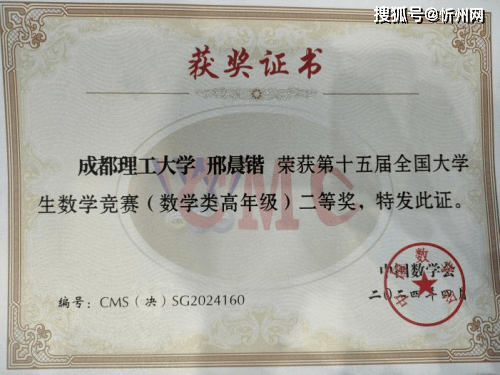 搜狐号@忻州网
获奖证书
成都理工大学 邢晨锴 荣获第十五届全国大学
生数学竞赛（数学类高年级）二等奖，特发此证。
CMC
中国数学会
编号：CMS（决）SG2024160
二〇二四年四月